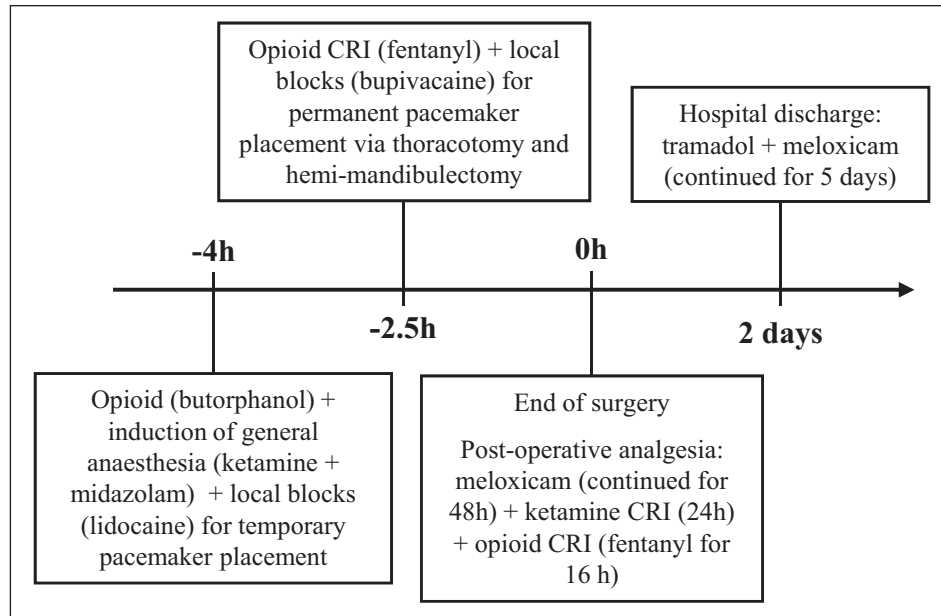 Opioid CRI (fentanyl) + local
blocks (bupivacaine) for
permanent pacemaker
placement via thoracotomy and
hemi-mandibulectomy
Hospital discharge:
tramadol + meloxicam
(continued for 5 days)
-4h
0h
-2.5h
2 days
Opioid (butorphanol) +
induction of general
anaesthesia (ketamine +
midazolam) + local blocks
(lidocaine) for temporary
pacemaker placement
End of surgery
Post-operative analgesia:
meloxicam (continued for
48h) + ketamine CRI (24h)
+ opioid CRI (fentanyl for
16 h)